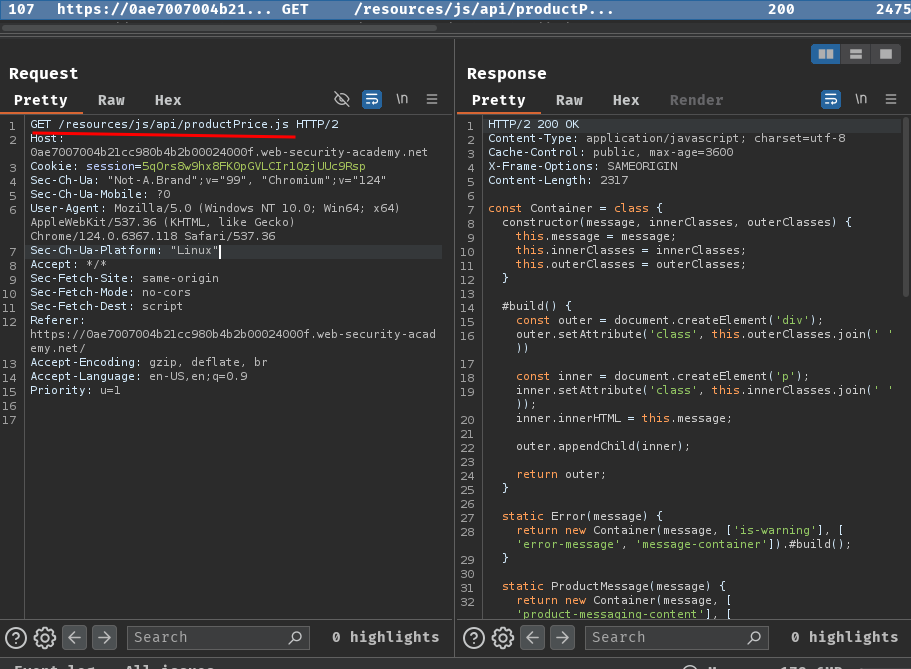 107 https://0ae7007004b21... GET /resources/js/api/productP... 200 2475
Request
Pretty Raw Hex
\n
1 GET /resources/js/api/productPrice.js HTTP/2
2 Host:
0ae7007004b21cc980b4b2b00024000f.web-security-academy.net
3 Cookie: session=5qOrs8w9hx8FKOpGVLCIr1QzjUUc9Rsp
4 Sec-Ch-Ua: "Not-A.Brand";v="99", "Chromium";v="124"
5 Sec-Ch-Ua-Mobile: ?0
6 User-Agent: Mozilla/5.0 (Windows NT 10.0; Win64; x64)
AppleWebKit/537.36 (KHTML, like Gecko)
Chrome/124.0.6367.118 Safari/537.36
7 Sec-Ch-Ua-Platform: "Linux"
8 Accept: */*
9 Sec-Fetch-Site: same-origin
10 Sec-Fetch-Mode: no-cors
11 Sec-Fetch-Dest: script
12 Referer:
https://0ae7007004b21cc980b4b2b00024000f.web-security-acad
emy.net/
13 Accept-Encoding: gzip, deflate, br
14 Accept-Language: en-US,en;q=0.9
15 Priority: u=1
16
17
Search 0 highlights
Response
Pretty Raw Hex Render
\n
1 HTTP/2 200 OK
2 Content-Type: application/javascript; charset=utf-8
3 Cache-Control: public, max-age=3600
4 X-Frame-Options: SAMEORIGIN
5 Content-Length: 2317
6
7 const Container = class {
8 constructor(message, innerClasses, outerClasses) {
9 this.message = message;
10 this.innerClasses = innerClasses;
11 this.outerClasses = outerClasses;
12 }
13
14 #build() {
15 const outer = document.createElement('div');
16 outer.setAttribute('class', this.outerClasses.join(' '
))
17
18 const inner = document.createElement('p');
19 inner.setAttribute('class', this.innerClasses.join(' '
));
20 inner.innerHTML = this.message;
21
22 outer.appendChild(inner);
23
24 return outer;
25 }
26
27 static Error(message) {
28 return new Container(message, ['is-warning'], [
'error-message', 'message-container']).#build();
29 }
30
31 static ProductMessage(message) {
32 return new Container(message, [
'product-messaging-content'], [
Search 0 highlights
Event log All issues